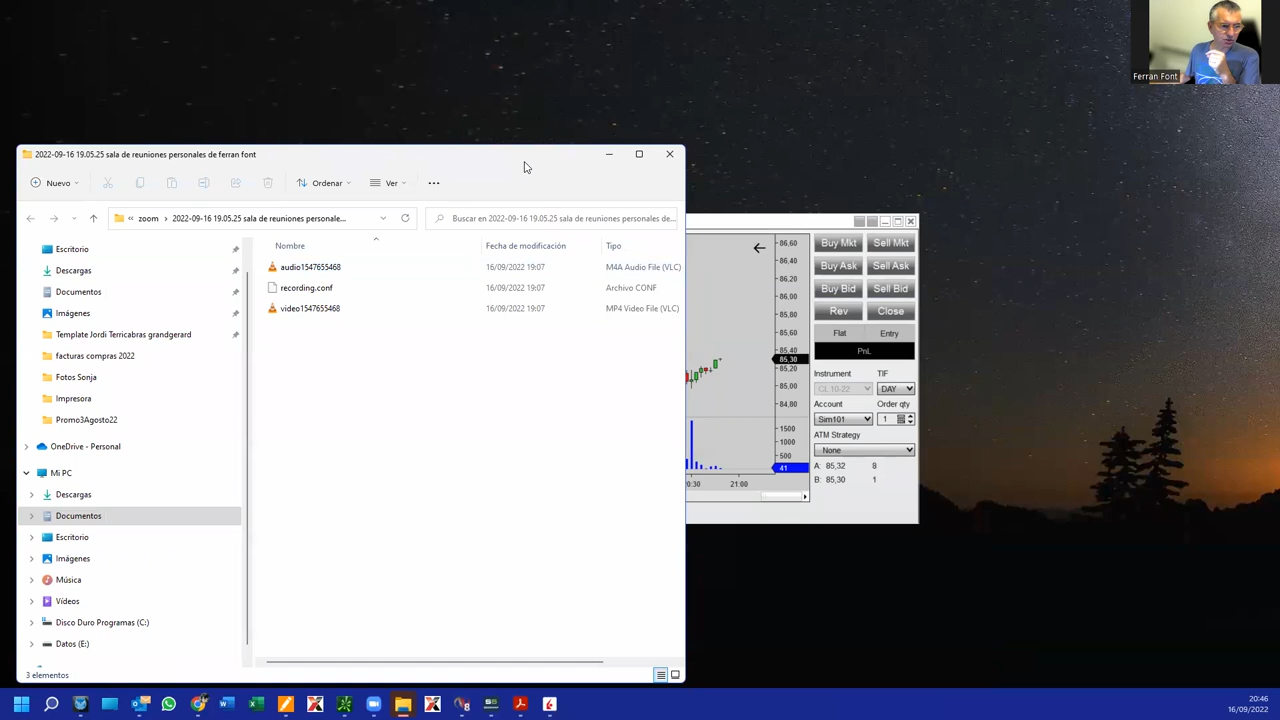 Ferran Font
2022-09-16 19.05.25 sala de reuniones personales de ferran font
Nuevo
Ordenar
Ver
zoom
2022-09-16 19.05.25 sala de reuniones personale...
Buscar en 2022-09-16 19.05.25 sala de reuniones personales de...
Nombre
Fecha de modificación
Tipo
audio1547655468 16/09/2022 19:07 M4A Audio File (VLC)
recording.conf 16/09/2022 19:07 Archivo CONF
video1547655468 16/09/2022 19:07 MP4 Video File (VLC)
Escritorio
Descargas
Documentos
Imágenes
Template Jordi Terricabras grandgerard
facturas compras 2022
Fotos Sonja
Impresora
Promo3Agosto22
OneDrive - Personal
Mi PC
Descargas
Documentos
Escritorio
Imágenes
Música
Vídeos
Disco Duro Programas (C:)
Datos (E:)
3 elementos
86,60
86,40
86,20
86,00
85,80
85,60
85,40
85,30
85,20
85,00
84,80
1500
1000
500
41
0:30
21:00
Buy Mkt Sell Mkt
Buy Ask Sell Ask
Buy Bid Sell Bid
Rev Close
Flat Entry
PnL
Instrument TIF
CL 10-22 DAY
Account Order qty
Sim101 1
ATM Strategy
None
A: 85,32 8
B: 85,30 1
20:46
16/09/2022